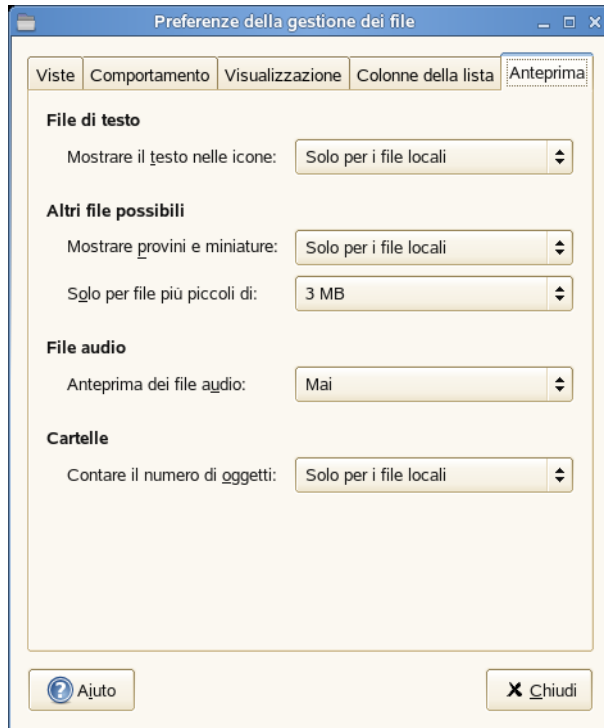 Preferenze della gestione dei file
Viste Comportamento Visualizzazione Colonne della lista Anteprima
File di testo
Mostrare il testo nelle icone: Solo per i file locali
Altri file possibili
Mostrare provini e miniature: Solo per i file locali
Solo per file più piccoli di: 3 MB
File audio
Anteprima dei file audio: Mai
Cartelle
Contare il numero di oggetti: Solo per i file locali
Aiuto Chiudi